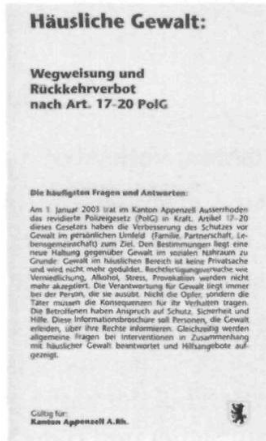 Häusliche Gewalt:
Wegweisung und
Rückkehrverbot
nach Art. 17-20 PolG
Die häufigsten Fragen und Antworten:
Am 1. Januar 2003 trat im Kanton Appenzell Ausserrhoden
das revidierte Polizeigesetz (PolG) in Kraft. Artikel 17–20
dieses Gesetzes haben die Verbesserung des Schutzes vor
Gewalt im persönlichen Umfeld (Familie, Partnerschaft, Le-
bensgemeinschaft) zum Ziel. Den Bestimmungen liegt eine
neue Haltung gegenüber Gewalt im sozialen Nahraum zu
Grunde: Gewalt im häuslichen Bereich ist keine Privatsache
und wird nicht mehr geduldet. Rechtfertigungsversuche wie
Verniedlichung, Alkohol, Stress, Provokation werden nicht
mehr akzeptiert. Die Verantwortung für Gewalt liegt immer
bei der Person, die sie ausübt. Nicht die Opfer, sondern die
Täter müssen die Konsequenzen für ihr Verhalten tragen.
Die Betroffenen haben Anspruch auf Schutz, Sicherheit und
Hilfe. Diese Informationsbroschüre soll Personen, die Gewalt
erleiden, über ihre Rechte informieren. Gleichzeitig werden
allgemeine Fragen bei Interventionen in Zusammenhang
mit häuslicher Gewalt beantwortet und Hilfsangebote auf-
gezeigt.
Gültig für:
Kanton Appenzell A.Rh.